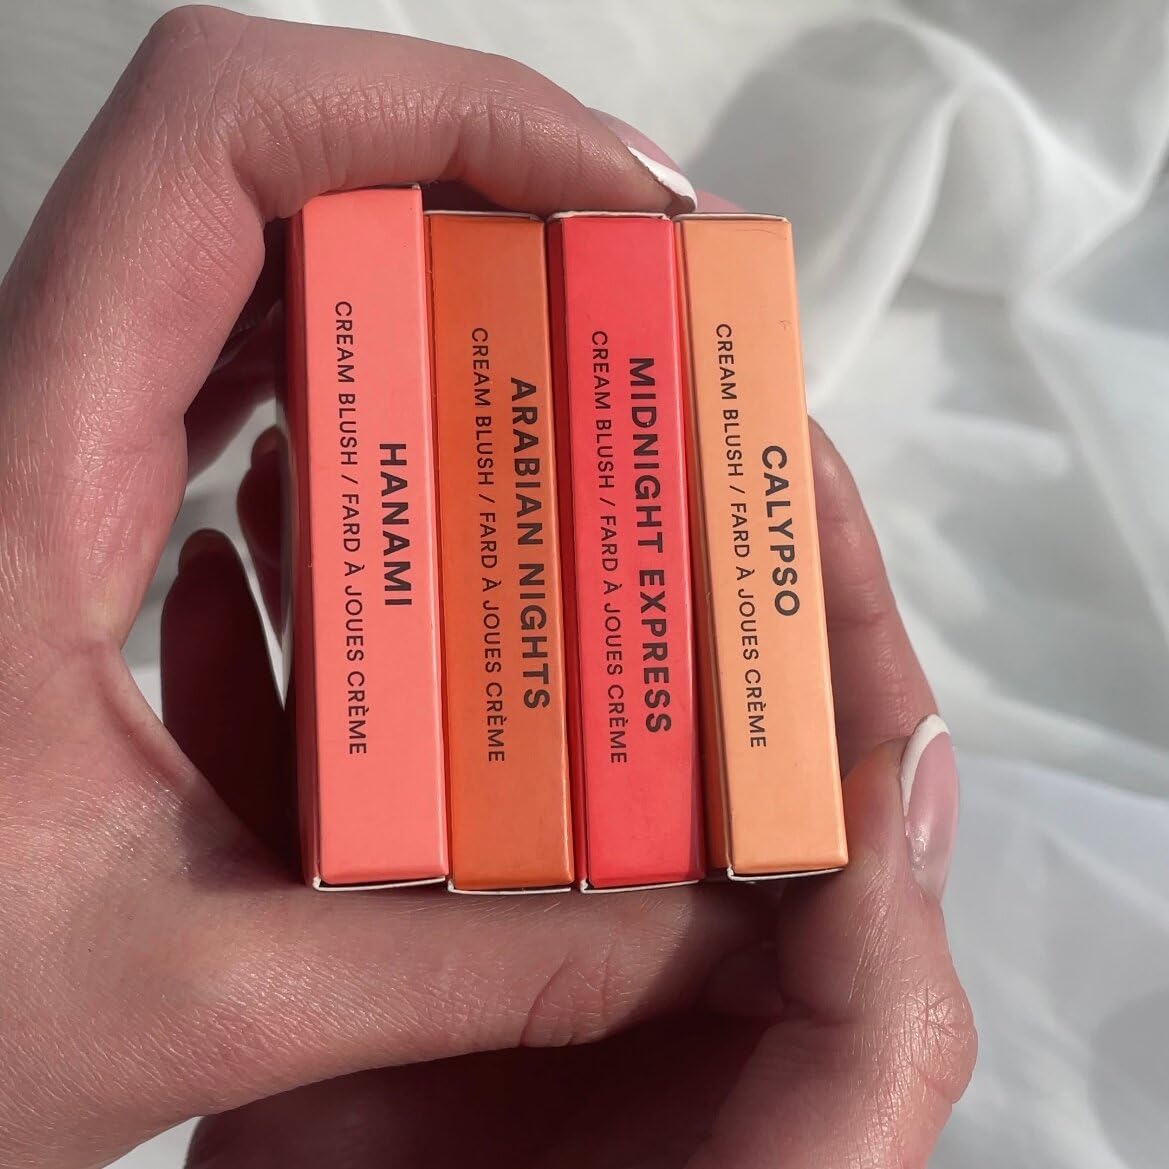 HANAMI
CREAM BLUSH / FARD À JOUES CRÈME
ARABIAN NIGHTS
CREAM BLUSH / FARD À JOUES CRÈME
MIDNIGHT EXPRESS
CREAM BLUSH / FARD À JOUES CRÈME
CALYPSO
CREAM BLUSH / FARD À JOUES CRÈME